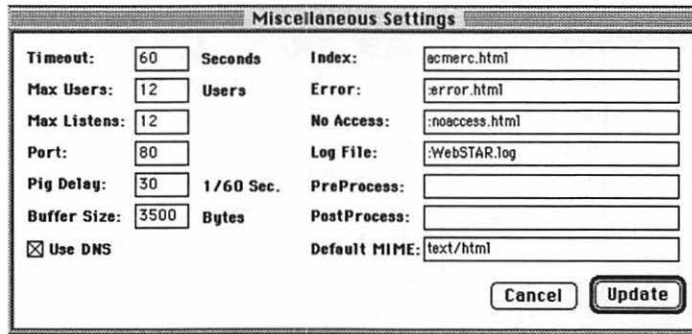 Miscellaneous Settings
Timeout: 60 Seconds Index: acmerc.html
Max Users: 12 Users Error: :error.html
Max Listens: 12 No Access: :noaccess.html
Port: 80 Log File: :WebSTAR.log
Pig Delay: 30 1/60 Sec. PreProcess:
Buffer Size: 3500 Bytes PostProcess:
Use DNS Default MIME: text/html
Cancel Update